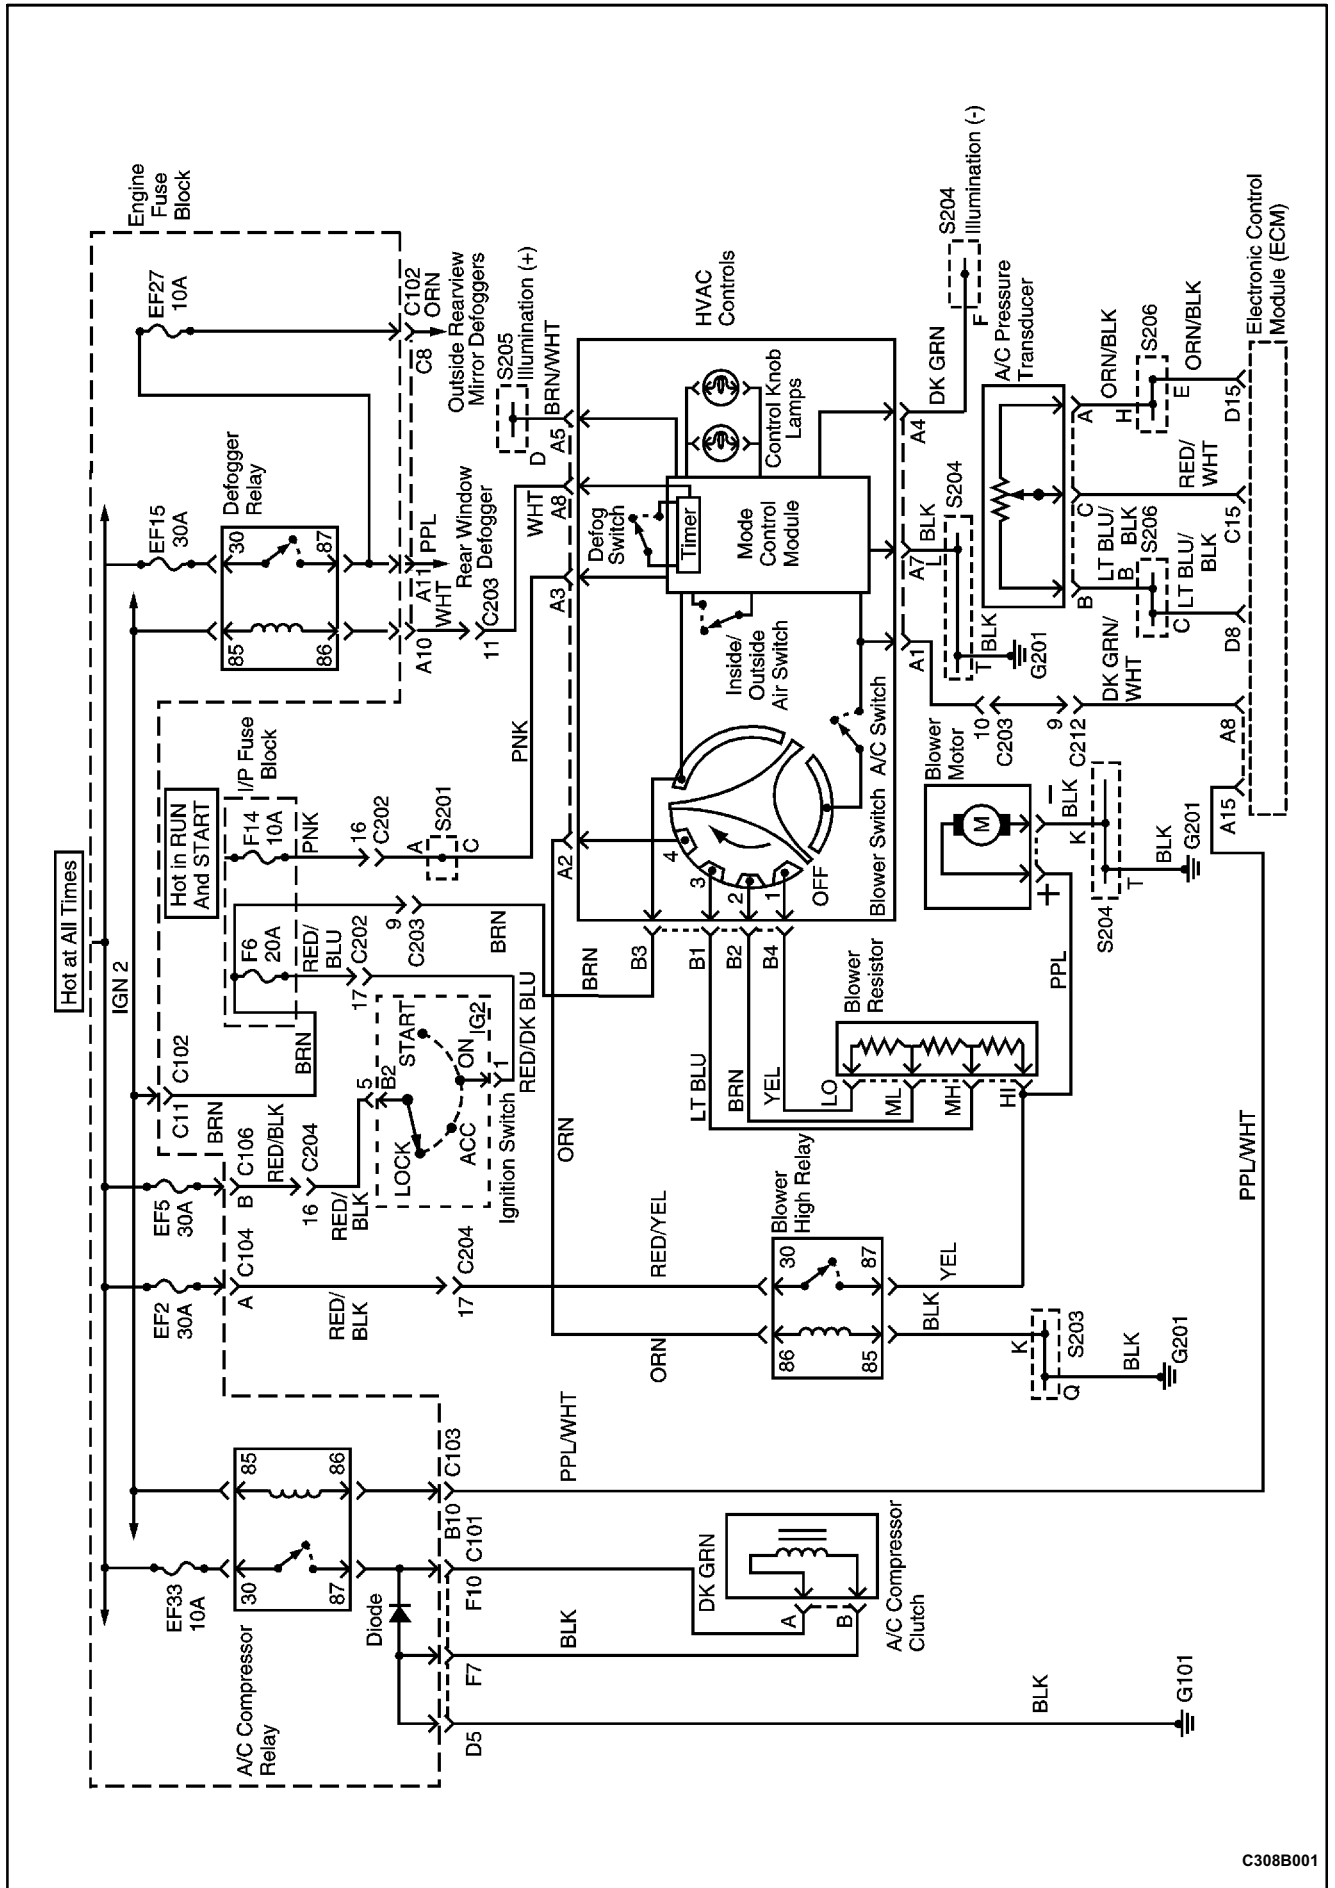 Hot at All Times
IGN 2
Engine
Fuse
Block
EF27
10A
C8
C102
ORN
Outside Rearview
Mirror Defoggers
EF15
30A
Defogger
Relay
30
87
85
86
A11
PPL
Rear Window
Defogger
A10
WHT
11
C203
WHT
Hot in RUN
And START
I/P Fuse
Block
F14
10A
PNK
16
C202
A
S201
C
PNK
F6
20A
RED/
BLU
17
C202
9
C203
BRN
BRN
C11
C102
BRN
EF5
30A
B
C106
RED/BLK
16
C204
RED/
BLK
5
B2
START
LOCK
ACC
ON
IG2
1
Ignition Switch
RED/DK BLU
EF2
30A
A
C104
RED/
BLK
17
C204
RED/YEL
ORN
ORN
EF33
10A
A/C Compressor
Relay
30
87
85
86
Diode
B10
C103
PPL/WHT
F10
C101
DK GRN
F7
BLK
D5
BLK
G101
A
B
A/C Compressor
Clutch
S205
Illumination (+)
D
BRN/WHT
A5
A8
A3
A2
HVAC
Controls
Control Knob
Lamps
Defog
Switch
Timer
Mode
Control
Module
Inside/
Outside
Air Switch
A/C Switch
Blower Switch
4
3
2
1
OFF
BRN
B3
B1
B2
B4
LT BLU
BRN
YEL
Blower
Resistor
LO
ML
MH
HI
PPL
Blower
High Relay
30
87
86
85
YEL
BLK
K
S203
Q
BLK
G201
Blower
Motor
M
+
−
BLK
K
S204
T
BLK
G201
A4
DK GRN
F
S204
Illumination (-)
A7
BLK
L
S204
T
BLK
G201
A1
10
C203
9
C212
DK GRN/
WHT
A/C Pressure
Transducer
A
ORN/BLK
H
S206
E
ORN/BLK
D15
C
RED/
WHT
C15
B
LT BLU/
BLK
B
S206
C
LT BLU/
BLK
D8
A8
A15
PPL/WHT
Electronic Control
Module (ECM)
C308B001